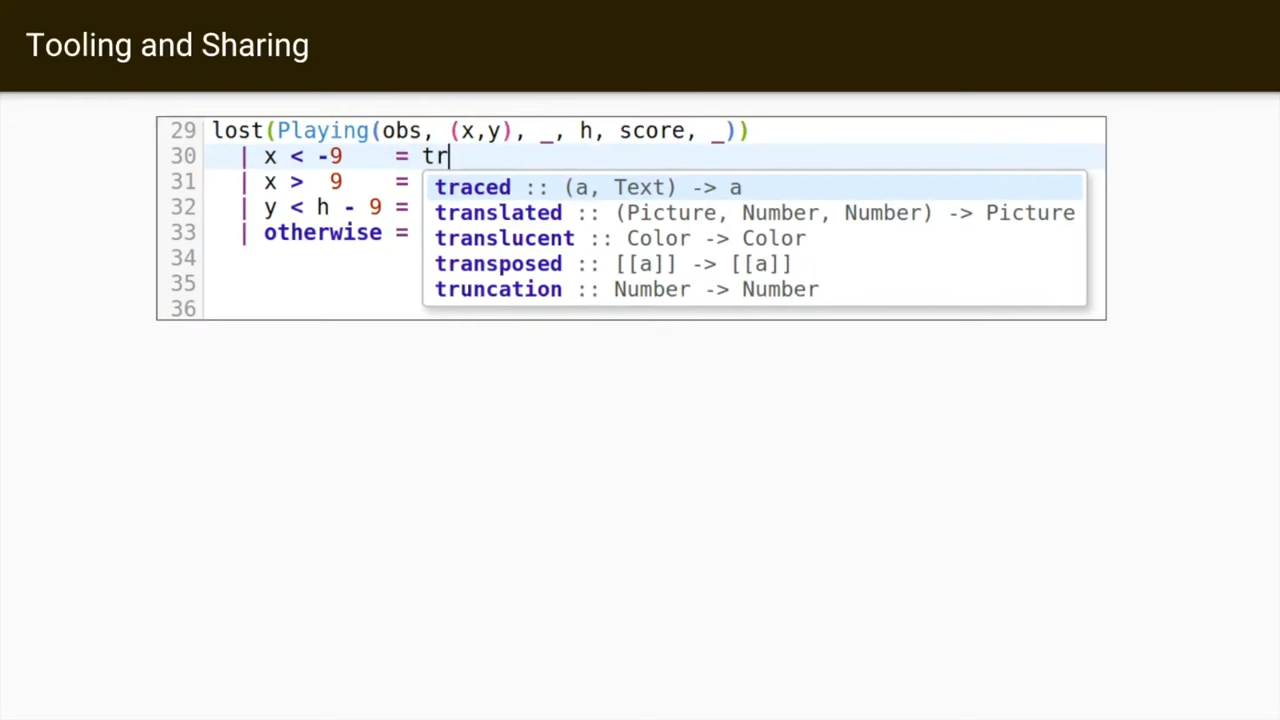 Tooling and Sharing
29 lost(Playing(obs, (x,y), _, h, score, _))
30 | x < -9 = tr
31 | x > 9 =
traced :: (a, Text) -> a
32 | y < h - 9 =
translated :: (Picture, Number, Number) -> Picture
33 | otherwise =
translucent :: Color -> Color
34
transposed :: [[a]] -> [[a]]
35
truncation :: Number -> Number
36